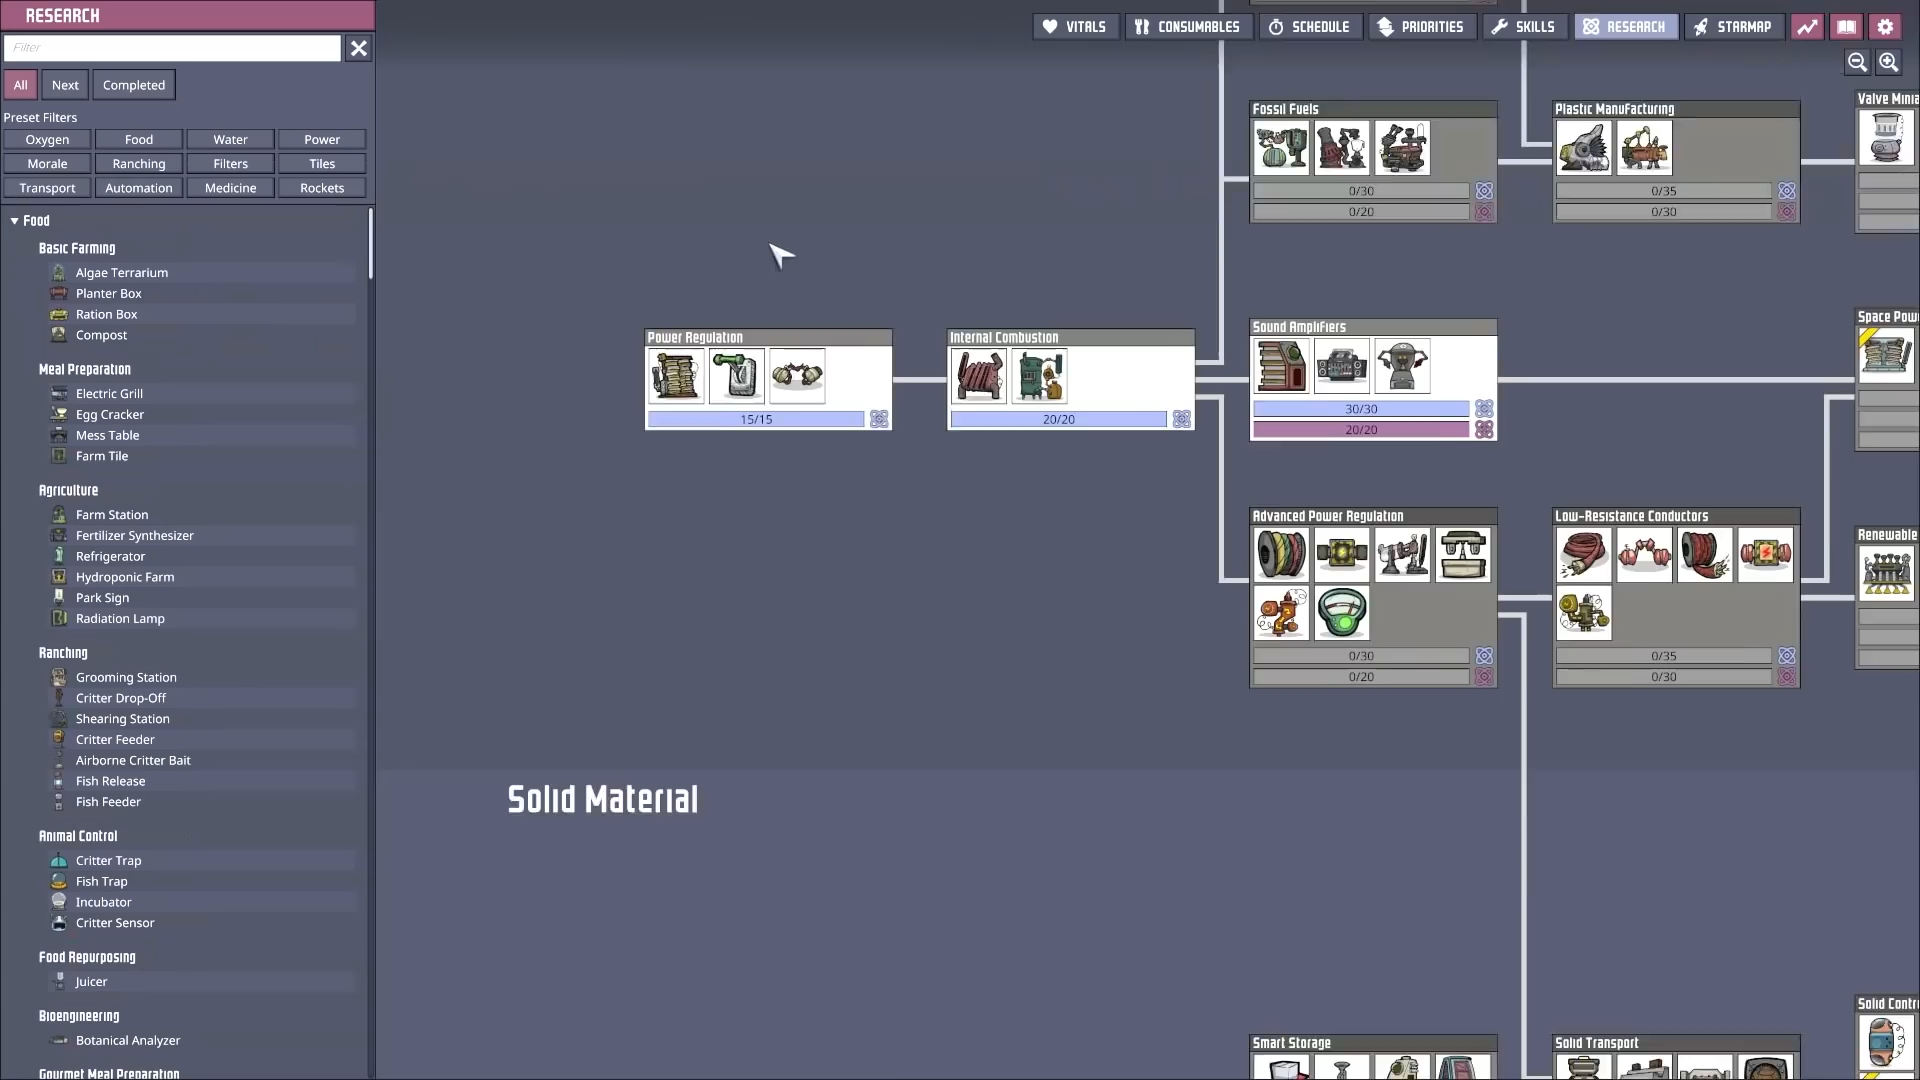 RESEARCH
VITALS
CONSUMABLES
SCHEDULE
PRIORITIES
SKILLS
RESEARCH
STARMAP
Filter
All
Next
Completed
Preset Filters
Oxygen
Food
Water
Power
Morale
Ranching
Filters
Tiles
Transport
Automation
Medicine
Rockets
Food
Basic Farming
Algae Terrarium
Planter Box
Ration Box
Compost
Meal Preparation
Electric Grill
Egg Cracker
Mess Table
Farm Tile
Agriculture
Farm Station
Fertilizer Synthesizer
Refrigerator
Hydroponic Farm
Park Sign
Radiation Lamp
Ranching
Grooming Station
Critter Drop-Off
Shearing Station
Critter Feeder
Airborne Critter Bait
Fish Release
Fish Feeder
Animal Control
Critter Trap
Fish Trap
Incubator
Critter Sensor
Food Repurposing
Juicer
Bioengineering
Botanical Analyzer
Gourmet Meal Preparation
Fossil Fuels
0/30
0/20
Plastic Manufacturing
0/35
0/30
Valve Minia
Power Regulation
15/15
Internal Combustion
20/20
Sound Amplifiers
30/30
20/20
Space Pow
Advanced Power Regulation
0/30
0/20
Low-Resistance Conductors
0/35
0/30
Renewable
Solid Material
Smart Storage
Solid Transport
Solid Contr